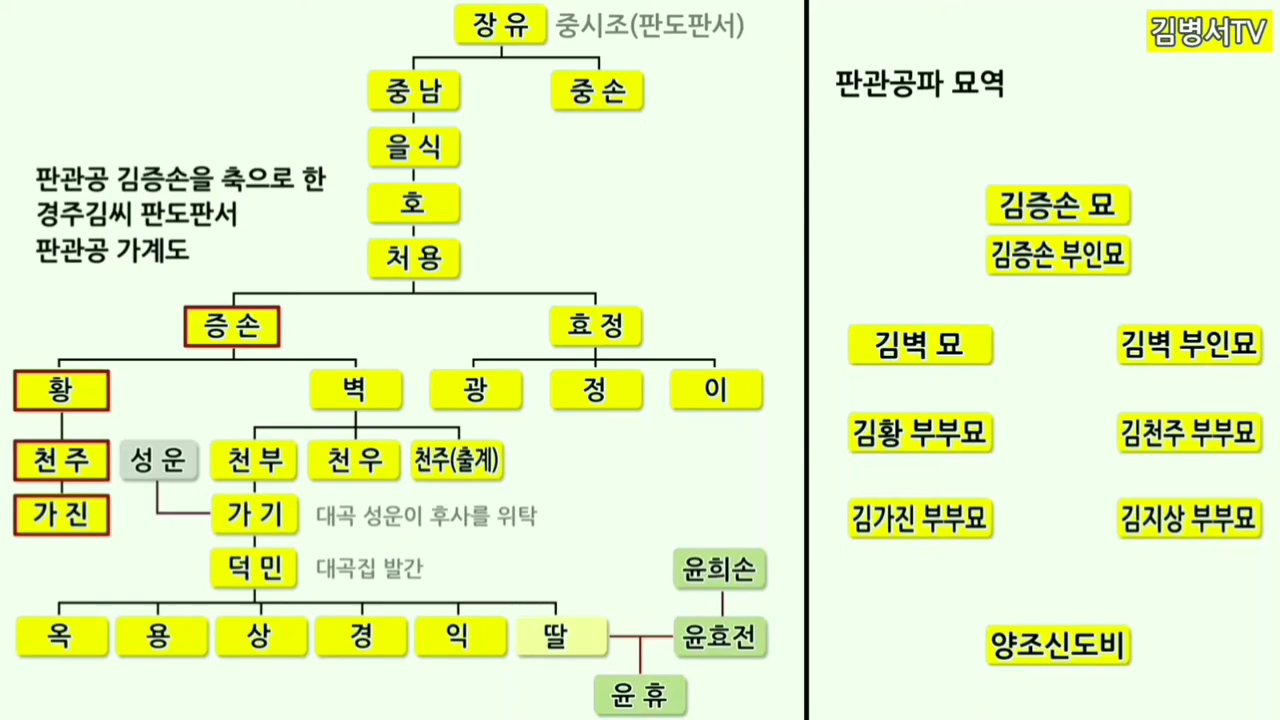 장 유 중시조(판도판서)
중 남 중 손
을 식
판관공 김증손을 축으로 한
경주김씨 판도판서
판관공 가계도
호
처 용
증 손 효 정
황 벽 광 정 이
천 주 성 운 천 부 천 우 천주(출계)
가 진 가 기 대곡 성운이 후사를 위탁
덕 민 대곡집 발간
윤희손
옥 용 상 경 익 딸 윤효전
윤 휴
김병서TV
판관공파 묘역
김증손 묘
김증손 부인묘
김벽 묘 김벽 부인묘
김황 부부묘 김천주 부부묘
김가진 부부묘 김지상 부부묘
양조신도비